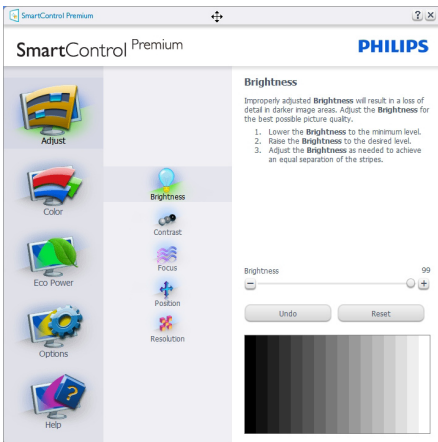 SmartControl Premium
SmartControl Premium
PHILIPS
Adjust
Color
Eco Power
Options
Help
Brightness
Contrast
Focus
Position
Resolution
Brightness
Improperly adjusted Brightness will result in a loss of
detail in darker image areas. Adjust the Brightness for
the best possible picture quality.
1. Lower the Brightness to the minimum level.
2. Raise the Brightness to the desired level.
3. Adjust the Brightness as needed to achieve
an equal separation of the stripes.
Brightness 99
Undo Reset